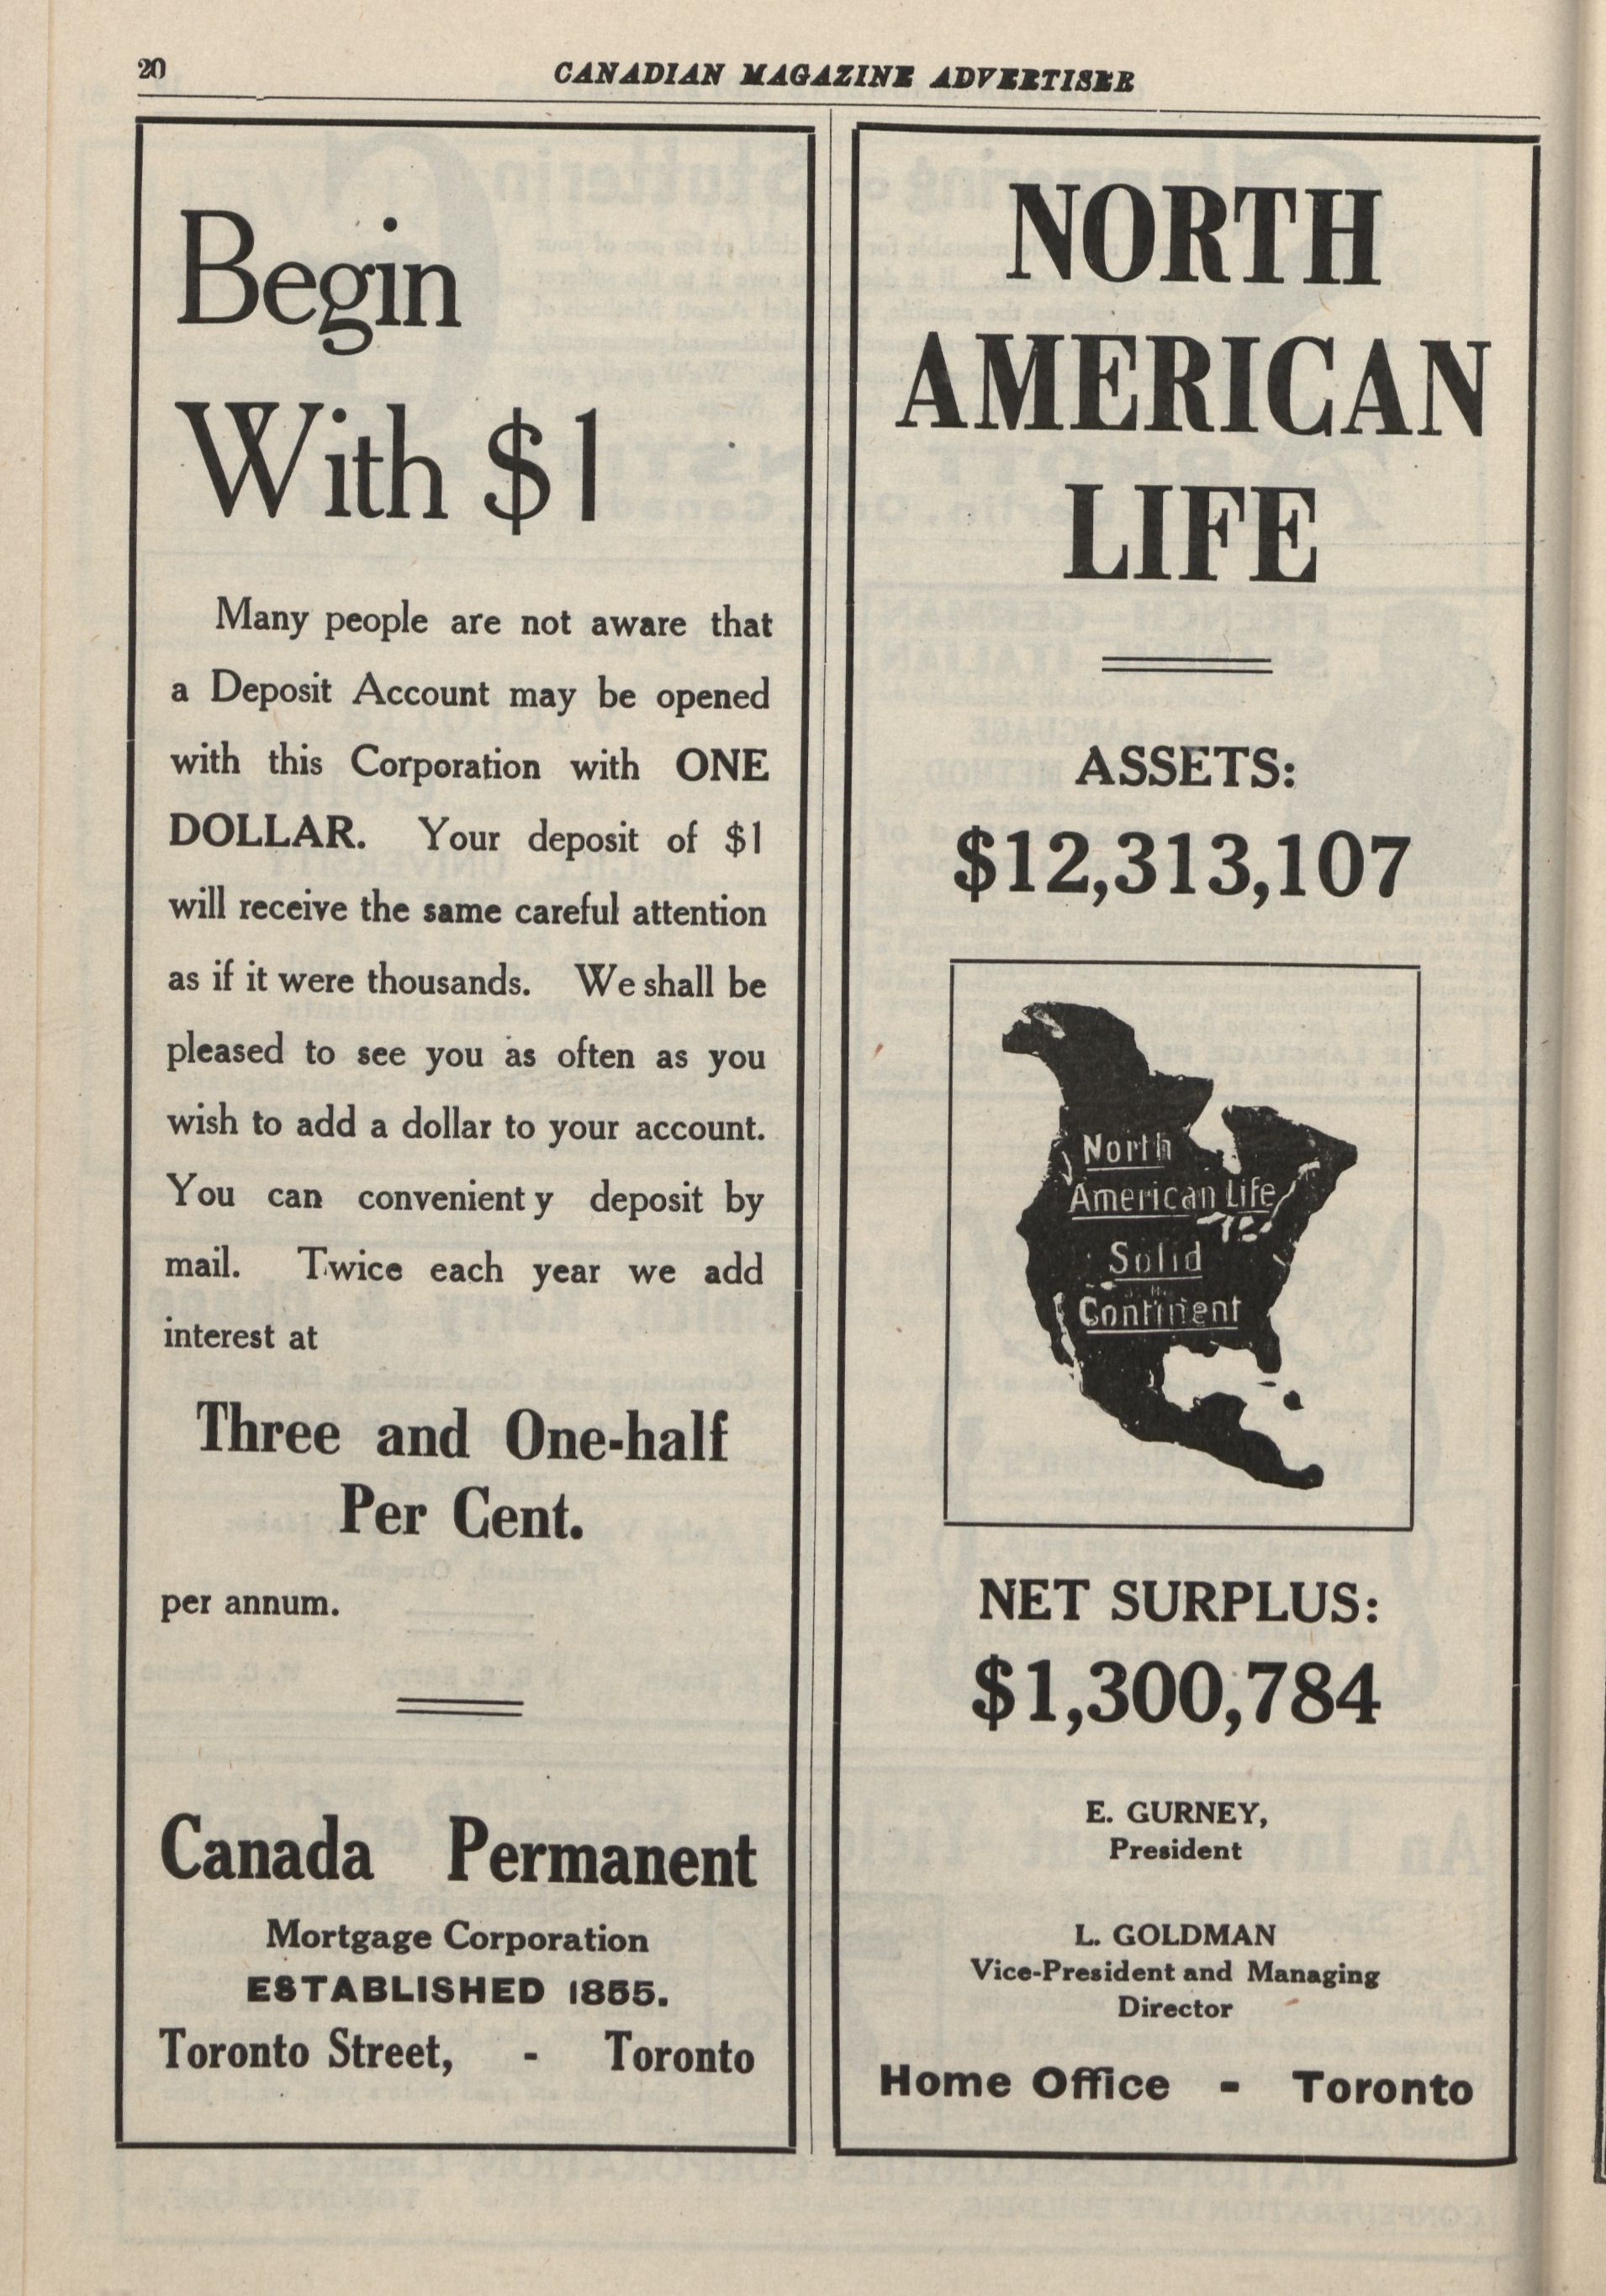 20
CANADIAN MAGAZINE ADVERTISER
Begin
With $1
Many people are not aware that
a Deposit Account may be opened
with this Corporation with ONE
DOLLAR. Your deposit of $1
will receive the same careful attention
as if it were thousands. We shall be
pleased to see you as often as you
wish to add a dollar to your account.
You can convenient y deposit by
mail. Twice each year we add
interest at
Three and One-half
Per Cent.
per annum.
Canada Permanent
Mortgage Corporation
ESTABLISHED 1855.
Toronto Street, - Toronto
NORTH
AMERICAN
LIFE
ASSETS:
$12,313,107
North
American Life
Solid
as the
Continent
NET SURPLUS:
$1,300,784
E. GURNEY,
President
L. GOLDMAN
Vice-President and Managing
Director
Home Office - Toronto